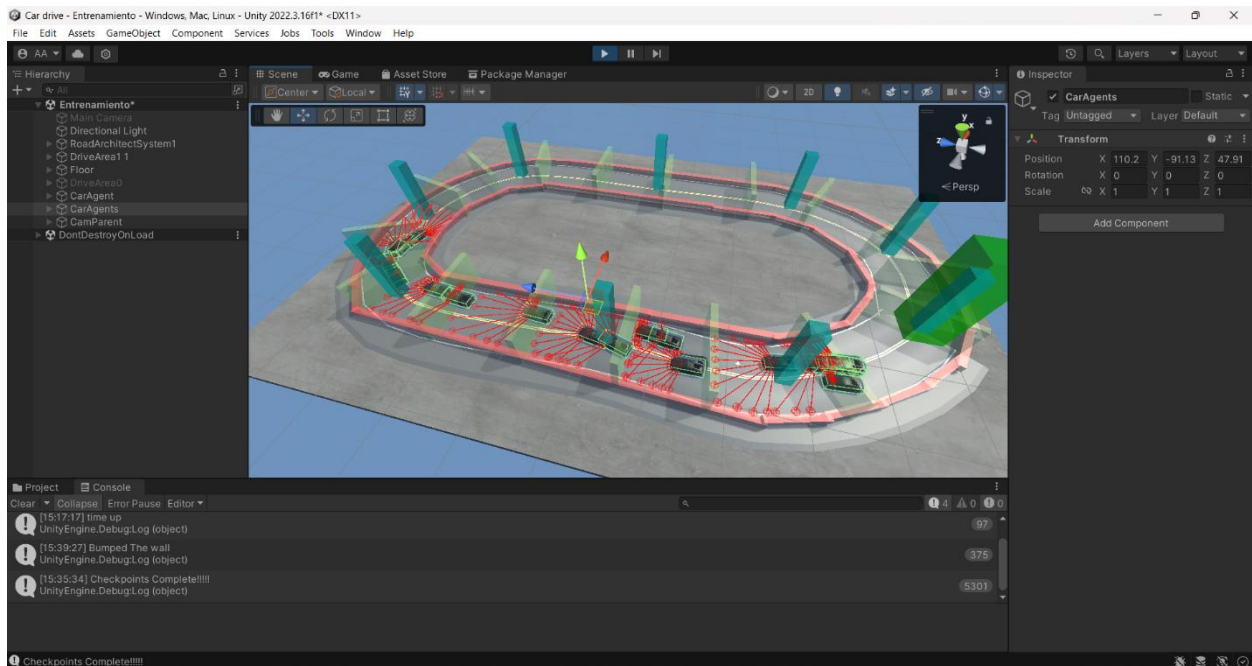 Car drive - Entrenamiento - Windows, Mac, Linux - Unity 2022.3.16f1* <DX11>
File Edit Assets GameObject Component Services Jobs Tools Window Help
AA
Layers Layout
Hierarchy
All
Entrenamiento*
Main Camera
Directional Light
RoadArchitectSystem1
DriveArea1 1
Floor
DriveArea0
CarAgent
CarAgents
CamParent
DontDestroyOnLoad
Scene Game Asset Store Package Manager
Center Local 2D
y
x
z
Persp
Inspector
CarAgents Static
Tag Untagged Layer Default
Transform
Position X 110.2 Y -91.13 Z 47.91
Rotation X 0 Y 0 Z 0
Scale X 1 Y 1 Z 1
Add Component
Project Console
Clear Collapse Error Pause Editor 4 0 0
[15:17:17] time up
UnityEngine.Debug:Log (object)
97
[15:39:27] Bumped The wall
UnityEngine.Debug:Log (object)
375
[15:35:34] Checkpoints Complete!!!!!
UnityEngine.Debug:Log (object)
5301
Checkpoints Complete!!!!!